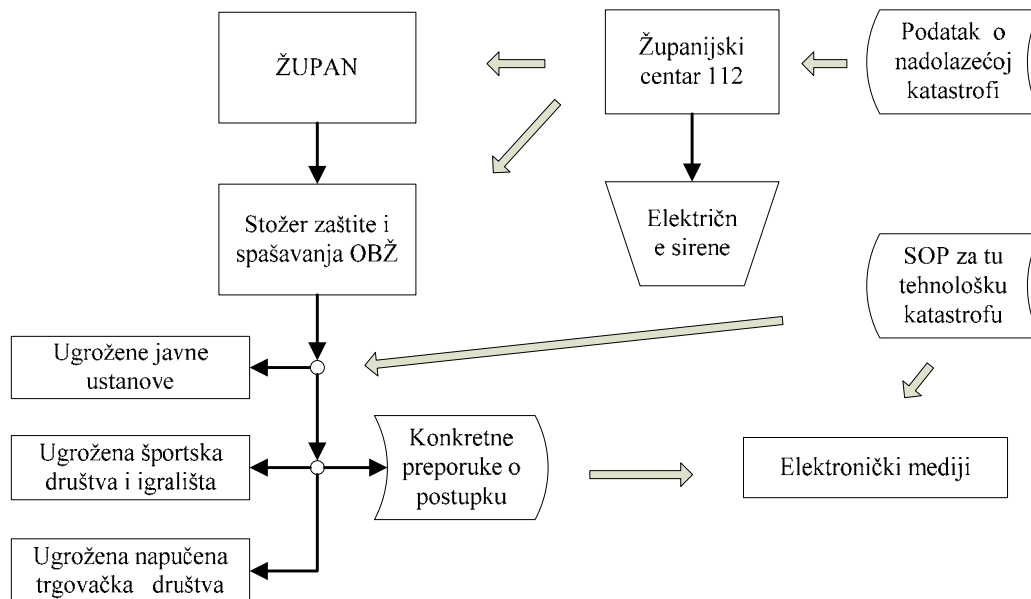 ŽUPAN
Županijski
centar 112
Podatak o
nadolazećoj
katastrofi
Stožer zaštite i
spašavanja OBŽ
Električn
e sirene
SOP za tu
tehnološku
katastrofu
Ugrožene javne
ustanove
Ugrožena športska
društva i igrališta
Konkretne
preporuke o
postupku
Elektronički mediji
Ugrožena napučena
trgovačka društva